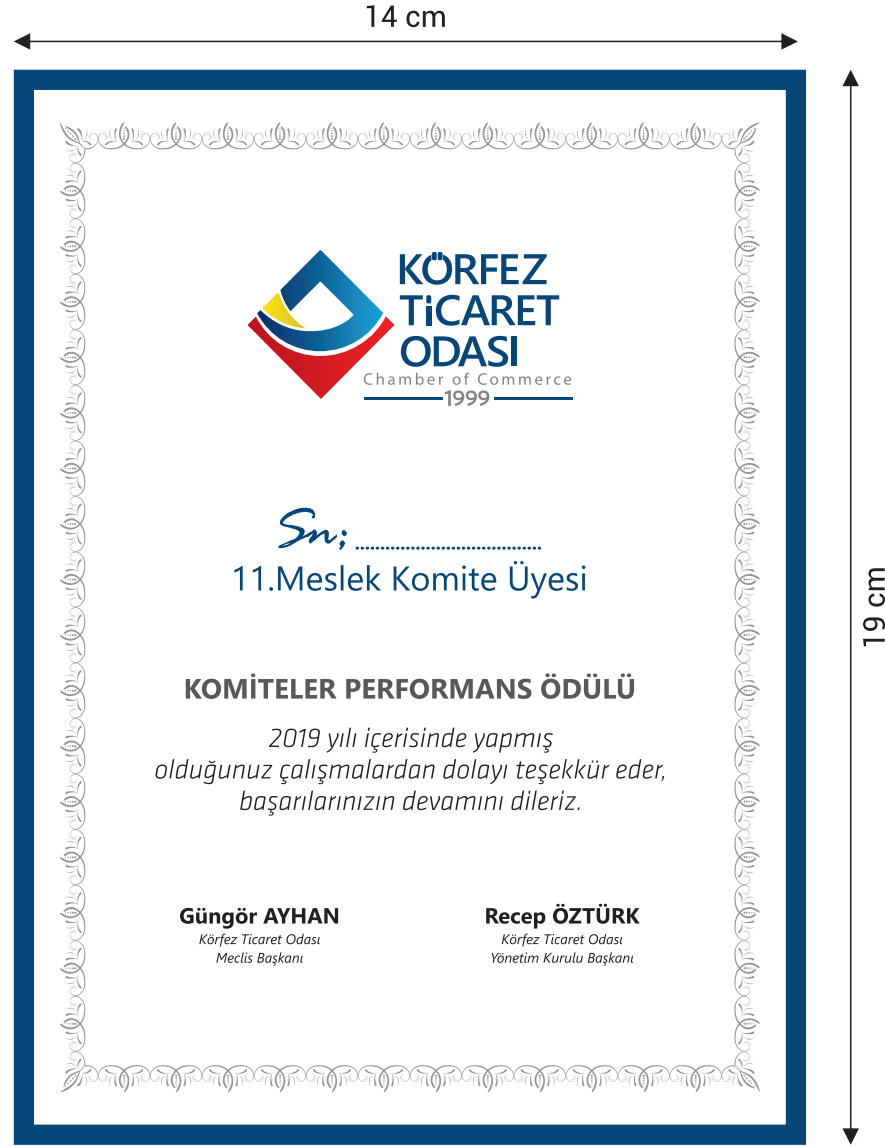 14 cm
KÖRFEZ
TiCARET
ODASI
Chamber of Commerce
1999
Sn; .....................................
11.Meslek Komite Üyesi
19 cm
KOMİTELER PERFORMANS ÖDÜLÜ
2019 yılı içerisinde yapmış
olduğunuz çalışmalardan dolayı teşekkür eder,
başarılarınızın devamını dileriz.
Güngör AYHAN
Körfez Ticaret Odası
Meclis Başkanı
Recep ÖZTÜRK
Körfez Ticaret Odası
Yönetim Kurulu Başkanı